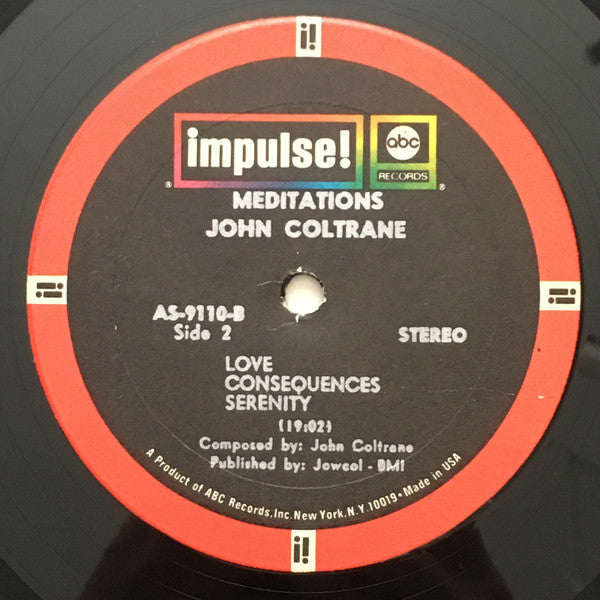 i!
impulse!
abc
RECORDS
®
®
MEDITATIONS
JOHN COLTRANE
i!
i!
AS-9110-B
Side 2
STEREO
LOVE
CONSEQUENCES
SERENITY
(19:02)
Composed by: John Coltrane
Published by: Jowcol - BMI
A Product of ABC Records, Inc. New York, N.Y. 10019 • Made in USA
i!